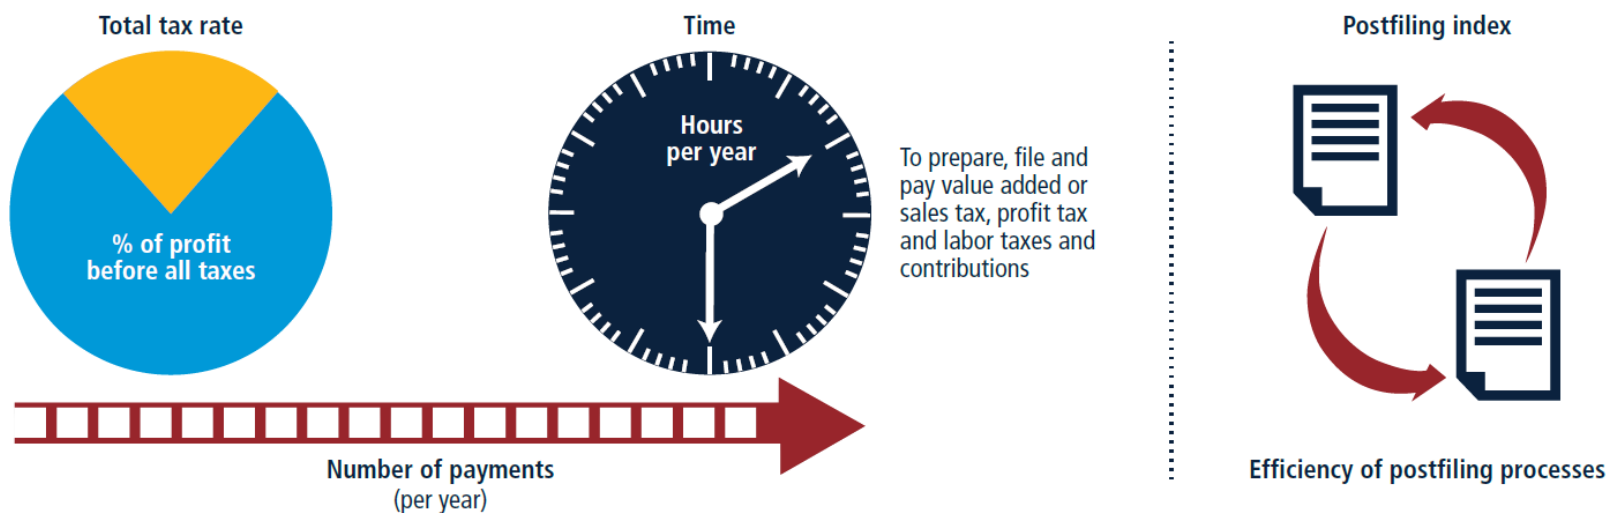 Total tax rate
% of profit
before all taxes
Time
Hours
per year
To prepare, file and
pay value added or
sales tax, profit tax
and labor taxes and
contributions
Number of payments
(per year)
Postfiling index
Efficiency of postfiling processes